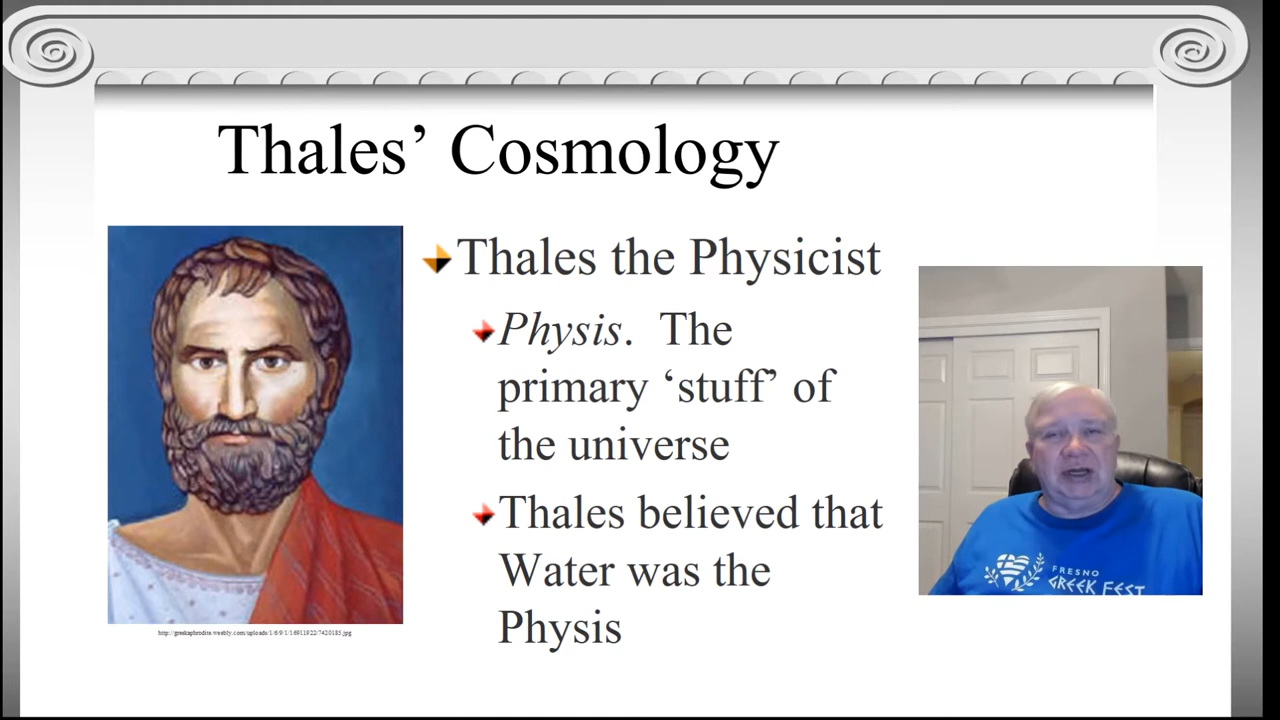 Thales’ Cosmology
Thales the Physicist
Physis. The
primary ‘stuff’ of
the universe
Thales believed that
Water was the
Physis
FRESNO
GREEK FEST